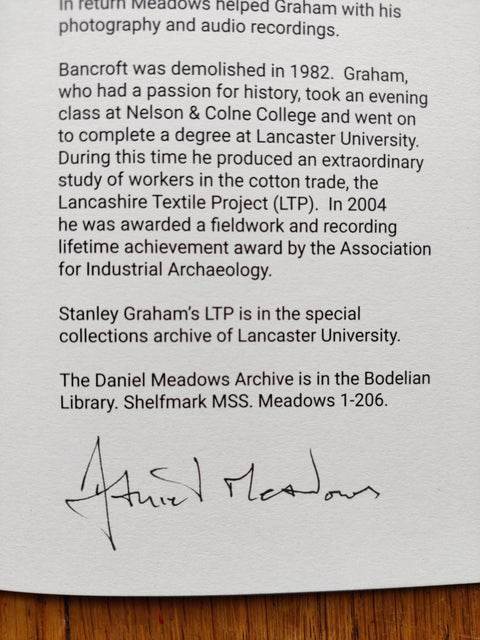 In return Meadows helped Graham with his
photography and audio recordings.
Bancroft was demolished in 1982. Graham,
who had a passion for history, took an evening
class at Nelson & Colne College and went on
to complete a degree at Lancaster University.
During this time he produced an extraordinary
study of workers in the cotton trade, the
Lancashire Textile Project (LTP). In 2004
he was awarded a fieldwork and recording
lifetime achievement award by the Association
for Industrial Archaeology.
Stanley Graham's LTP is in the special
collections archive of Lancaster University.
The Daniel Meadows Archive is in the Bodelian
Library. Shelfmark MSS. Meadows 1-206.
Daniel Meadows